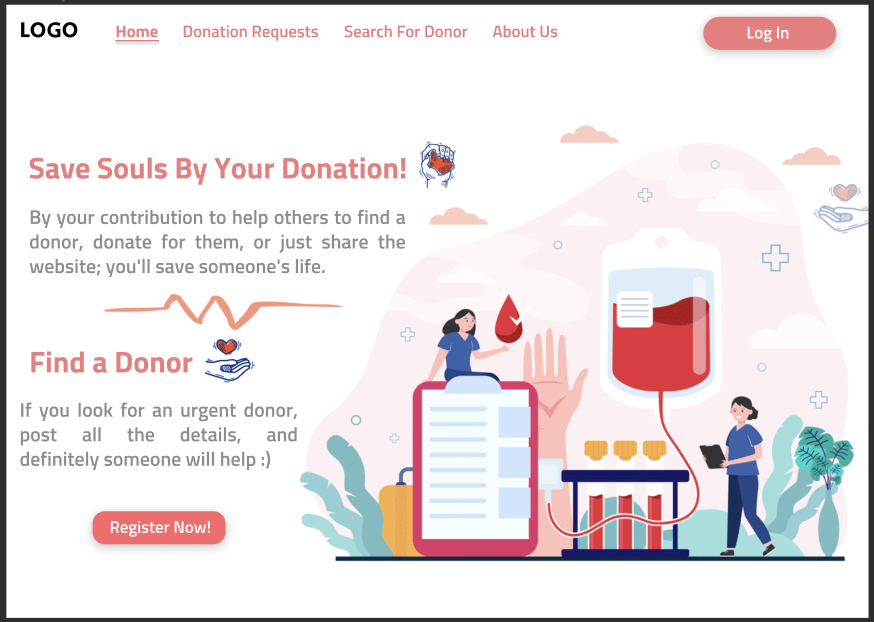 LOGO
Home
Donation Requests
Search For Donor
About Us
Log In
Save Souls By Your Donation!
By your contribution to help others to find a
donor, donate for them, or just share the
website; you'll save someone's life.
Find a Donor
If you look for an urgent donor,
post all the details, and
definitely someone will help :)
Register Now!